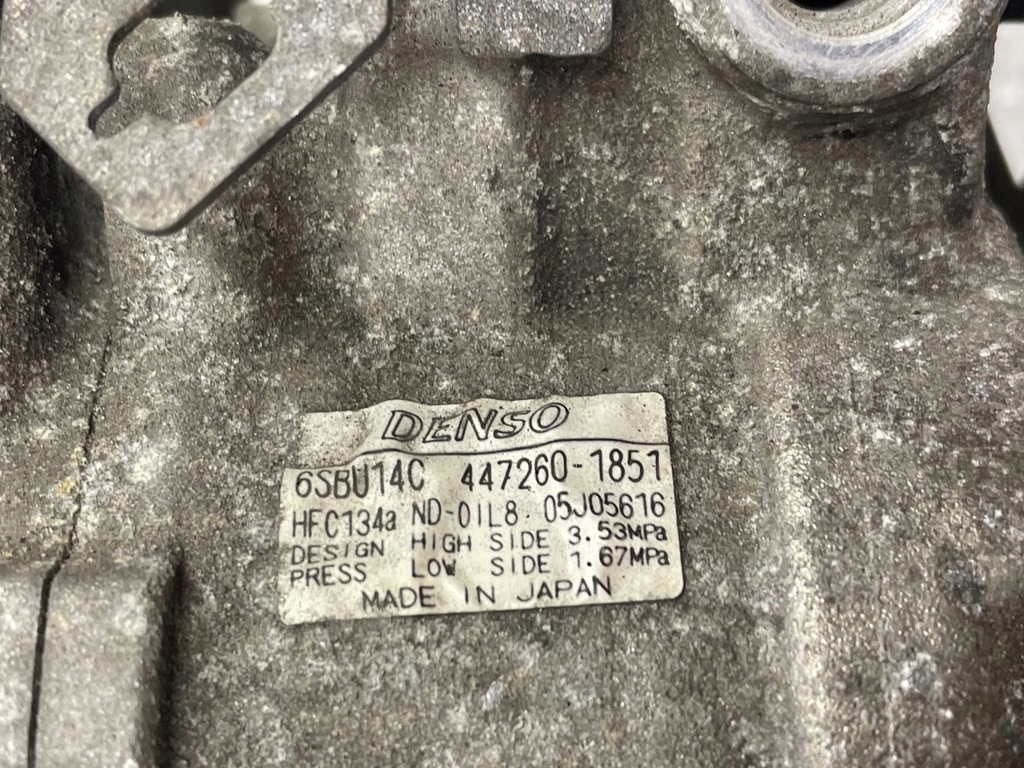 DENSO
6SBU14C 447260-1851
HFC134a ND-OIL8 05J05616
DESIGN HIGH SIDE 3.53MPa
PRESS LOW SIDE 1.67MPa
MADE IN JAPAN